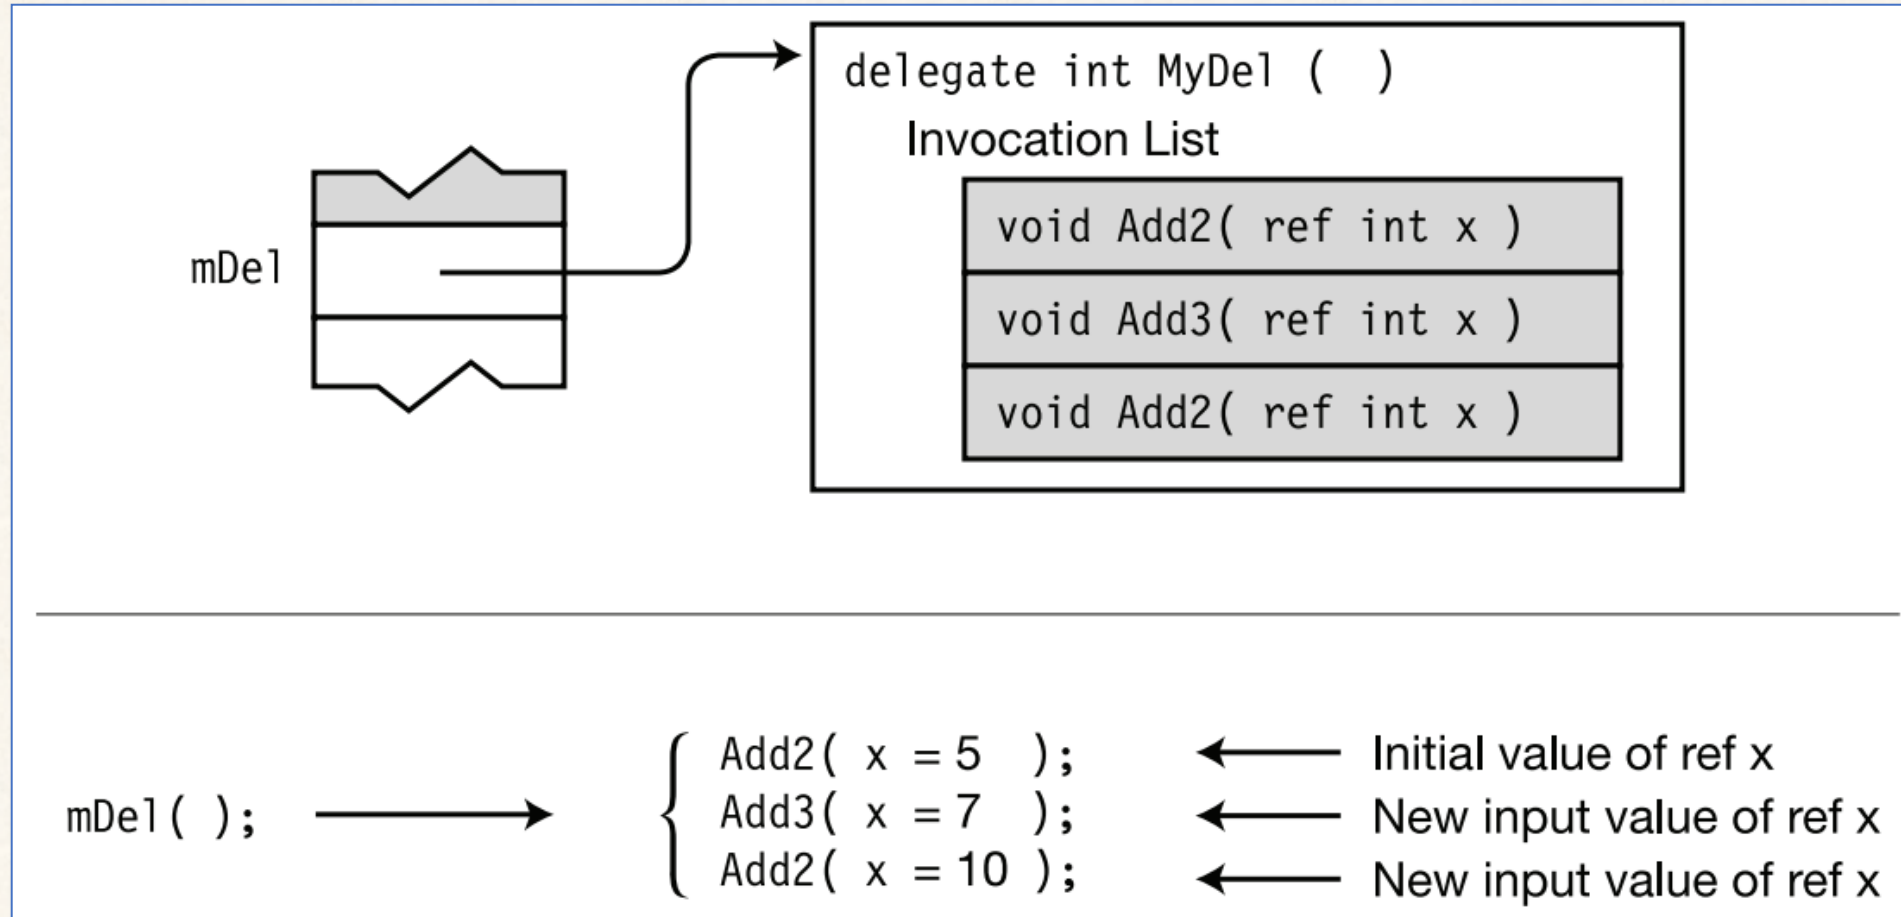 delegate int MyDel ( )
Invocation List
void Add2( ref int x )
mDel
void Add3( ref int x )
void Add2( ref int x )
Add2( x = 5 ); Initial value of ref x
mDel( ); Add3( x = 7 ); New input value of ref x
Add2( x = 10 ); New input value of ref x